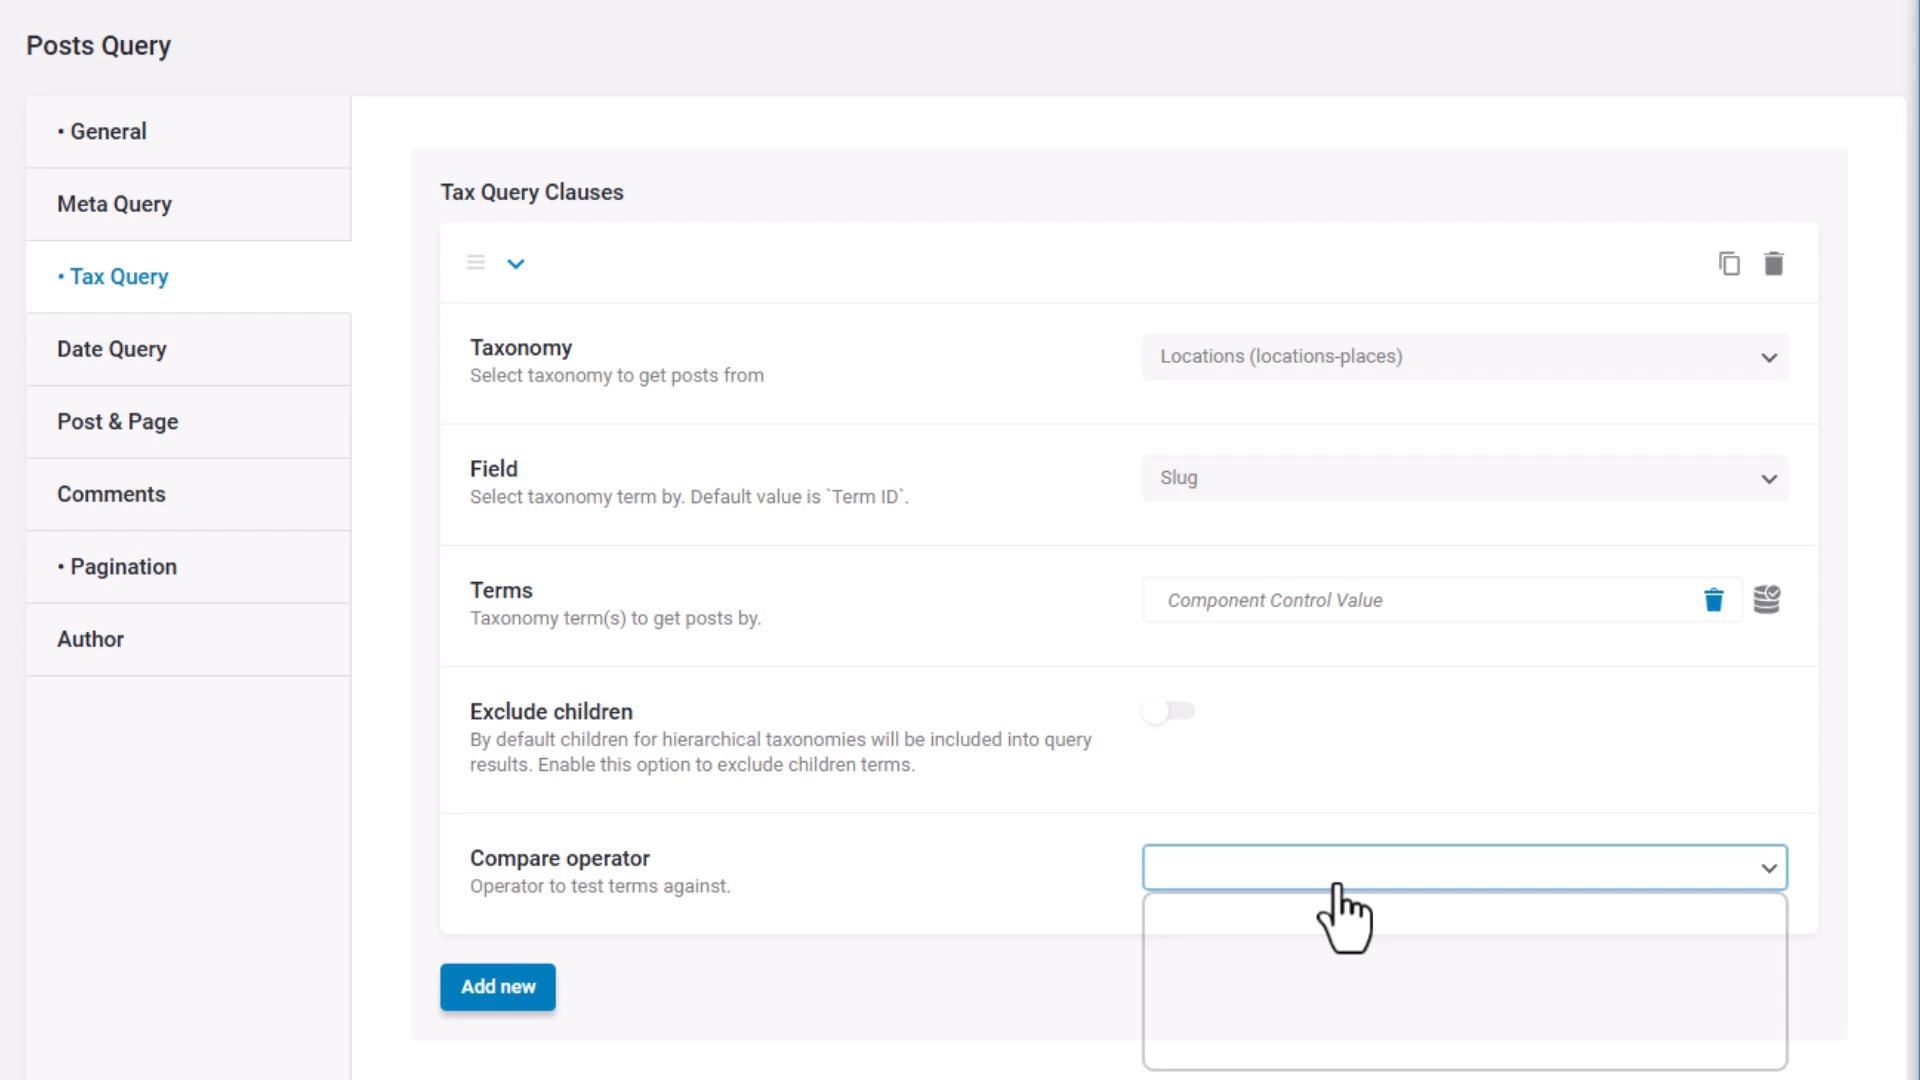 Posts Query
• General
Meta Query
• Tax Query
Date Query
Post & Page
Comments
• Pagination
Author
Tax Query Clauses
Taxonomy
Select taxonomy to get posts from
Locations (locations-places)
Field
Select taxonomy term by. Default value is `Term ID`.
Slug
Terms
Taxonomy term(s) to get posts by.
Component Control Value
Exclude children
By default children for hierarchical taxonomies will be included into query
results. Enable this option to exclude children terms.
Compare operator
Operator to test terms against.
Add new